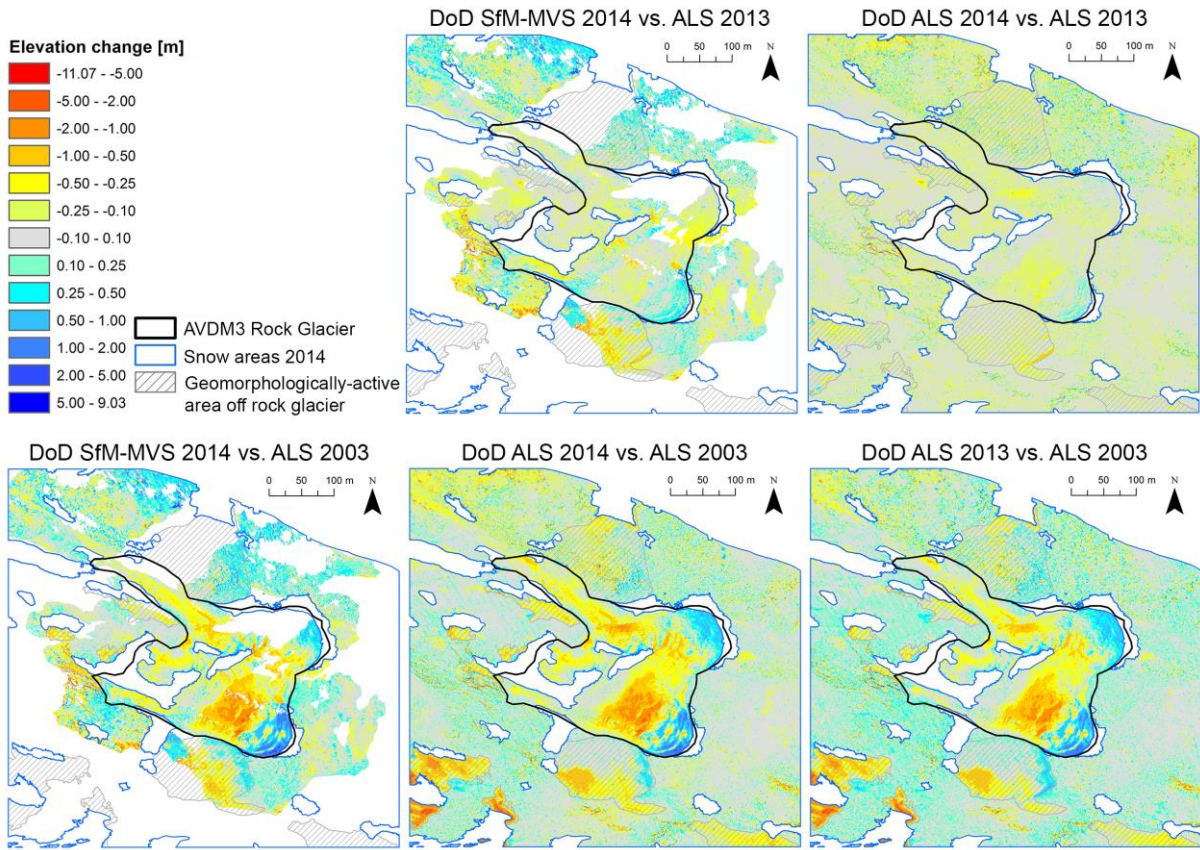 DoD SfM-MVS 2014 vs. ALS 2013
DoD ALS 2014 vs. ALS 2013
Elevation change [m]
-11.07 - -5.00
-5.00 - -2.00
-2.00 - -1.00
-1.00 - -0.50
-0.50 - -0.25
-0.25 - -0.10
-0.10 - 0.10
0.10 - 0.25
0.25 - 0.50
0.50 - 1.00
1.00 - 2.00
2.00 - 5.00
5.00 - 9.03
AVDM3 Rock Glacier
Snow areas 2014
Geomorphologically-active
area off rock glacier
0 50 100 m
N
0 50 100 m
N
DoD SfM-MVS 2014 vs. ALS 2003
DoD ALS 2014 vs. ALS 2003
DoD ALS 2013 vs. ALS 2003
0 50 100 m
N
0 50 100 m
N
0 50 100 m
N